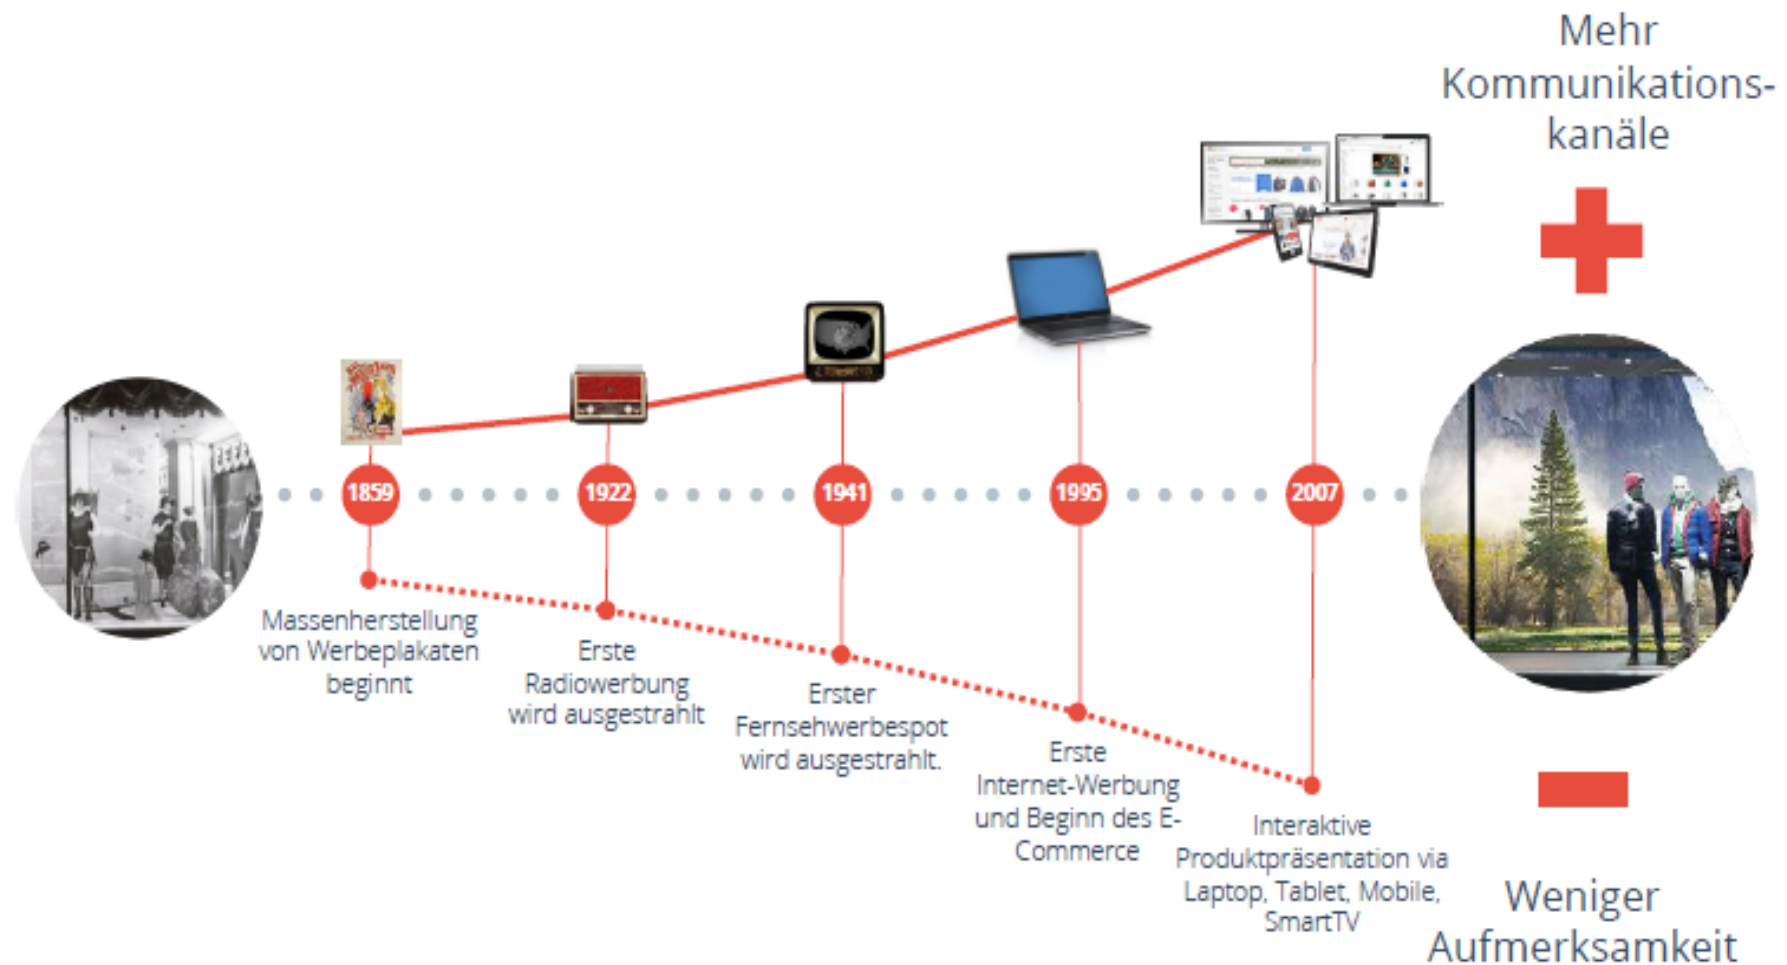 Mehr
Kommunikations-
kanäle
1859
1922
1941
1995
2007
Massenherstellung
von Werbeplakaten
beginnt
Erste
Radiowerbung
wird ausgestrahlt
Erster
Fernsehwerbespot
wird ausgestrahlt.
Erste
Internet-Werbung
und Beginn des E-
Commerce
Interaktive
Produktpräsentation via
Laptop, Tablet, Mobile,
SmartTV
Weniger
Aufmerksamkeit